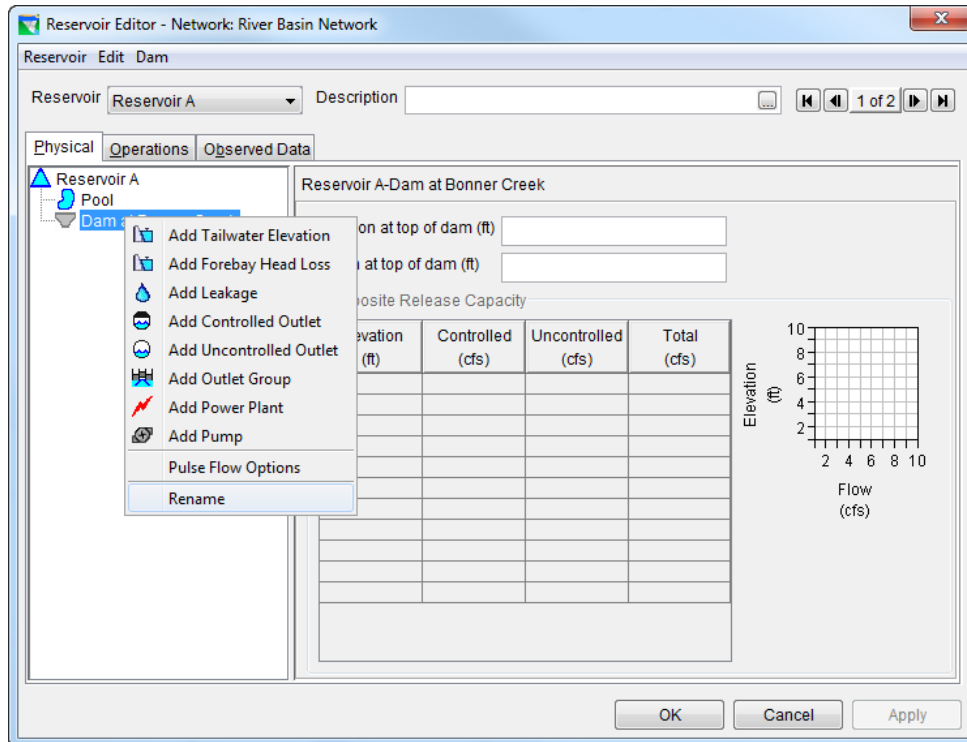 Reservoir Editor - Network: River Basin Network
Reservoir Edit Dam
Reservoir Reservoir A Description ... 1 of 2
Physical Operations Observed Data
Reservoir A
Pool
Dam at
Reservoir A-Dam at Bonner Creek
on at top of dam (ft)
at top of dam (ft)
Add Tailwater Elevation
Add Forebay Head Loss
Add Leakage
Add Controlled Outlet
Add Uncontrolled Outlet
Add Outlet Group
Add Power Plant
Add Pump
Pulse Flow Options
Rename
posite Release Capacity
evation Controlled Uncontrolled Total
(ft) (cfs) (cfs) (cfs)
Elevation
(ft)
10
8
6
4
2
2 4 6 8 10
Flow
(cfs)
OK Cancel Apply